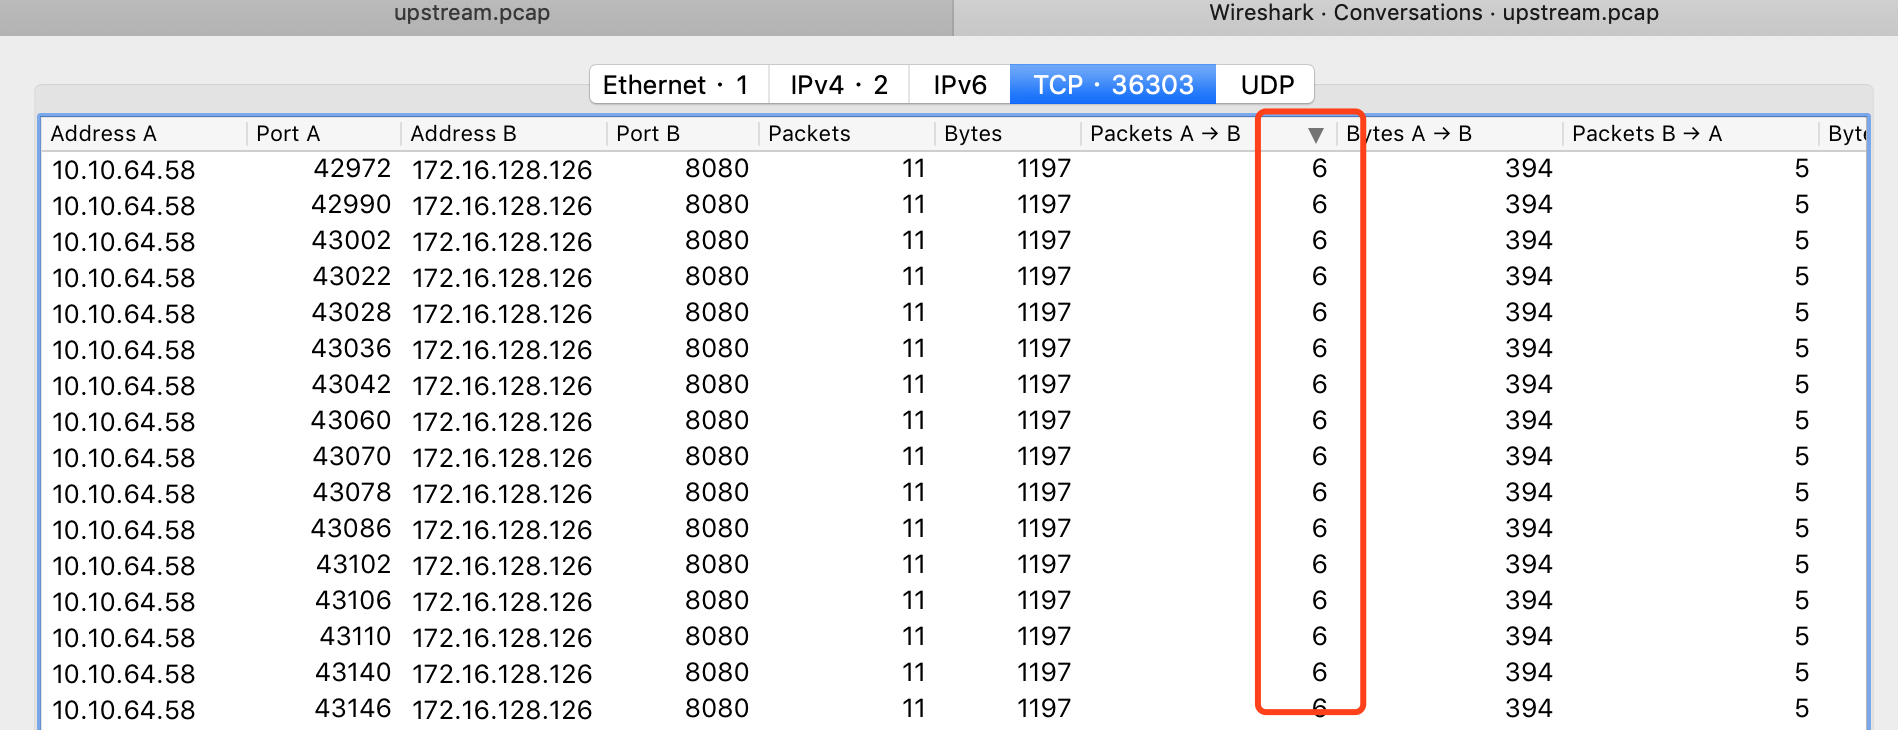 upstream.pcap Wireshark · Conversations · upstream.pcap
Ethernet · 1 IPv4 · 2 IPv6 TCP · 36303 UDP
Address A Port A Address B Port B Packets Bytes Packets A → B ▼ Bytes A → B Packets B → A
10.10.64.58 42972 172.16.128.126 8080 11 1197 6 394 5
10.10.64.58 42990 172.16.128.126 8080 11 1197 6 394 5
10.10.64.58 43002 172.16.128.126 8080 11 1197 6 394 5
10.10.64.58 43022 172.16.128.126 8080 11 1197 6 394 5
10.10.64.58 43028 172.16.128.126 8080 11 1197 6 394 5
10.10.64.58 43036 172.16.128.126 8080 11 1197 6 394 5
10.10.64.58 43042 172.16.128.126 8080 11 1197 6 394 5
10.10.64.58 43060 172.16.128.126 8080 11 1197 6 394 5
10.10.64.58 43070 172.16.128.126 8080 11 1197 6 394 5
10.10.64.58 43078 172.16.128.126 8080 11 1197 6 394 5
10.10.64.58 43086 172.16.128.126 8080 11 1197 6 394 5
10.10.64.58 43102 172.16.128.126 8080 11 1197 6 394 5
10.10.64.58 43106 172.16.128.126 8080 11 1197 6 394 5
10.10.64.58 43110 172.16.128.126 8080 11 1197 6 394 5
10.10.64.58 43140 172.16.128.126 8080 11 1197 6 394 5
10.10.64.58 43146 172.16.128.126 8080 11 1197 6 394 5